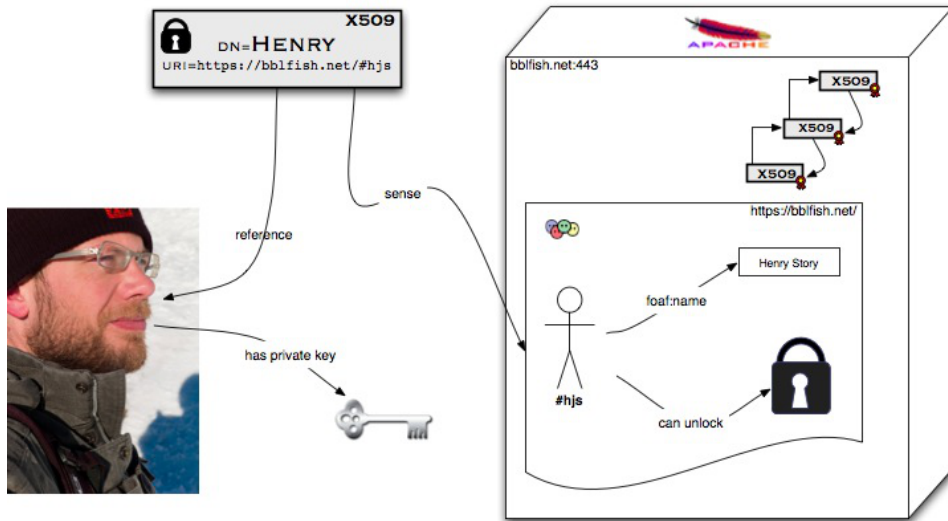 X509
DN=HENRY
URI=https://bblfish.net/#hjs
reference
sense
has private key
APACHE
bblfish.net:443
X509
X509
X509
https://bblfish.net/
Henry Story
foaf:name
#hjs
can unlock